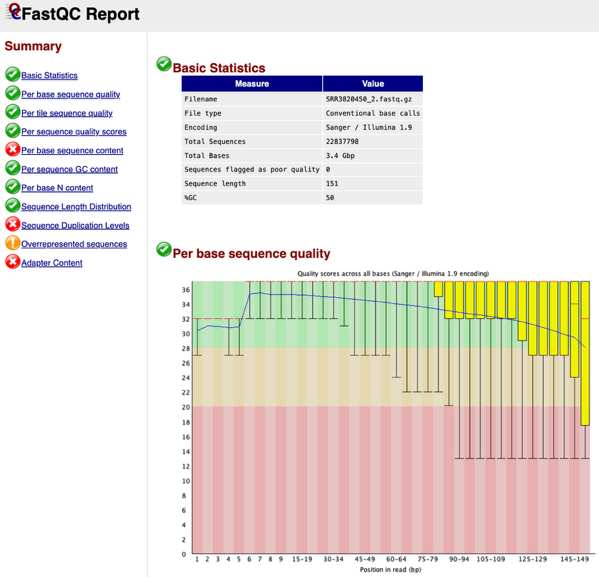 FastQC Report
Summary
Basic Statistics
Per base sequence quality
Per tile sequence quality
Per sequence quality scores
Per base sequence content
Per sequence GC content
Per base N content
Sequence Length Distribution
Sequence Duplication Levels
Overrepresented sequences
Adapter Content
Basic Statistics
Measure Value
Filename SRR3820450_2.fastq.gz
File type Conventional base calls
Encoding Sanger / Illumina 1.9
Total Sequences 22837798
Total Bases 3.4 Gbp
Sequences flagged as poor quality 0
Sequence length 151
%GC 50
Per base sequence quality
Quality scores across all bases (Sanger / Illumina 1.9 encoding)
36
34
32
30
28
26
24
22
20
18
16
14
12
10
8
6
4
2
0
1 2 3 4 5 6 7 8 9 15-19 30-34 45-49 60-64 75-79 90-94 105-109 125-129 145-149
Position in read (bp)